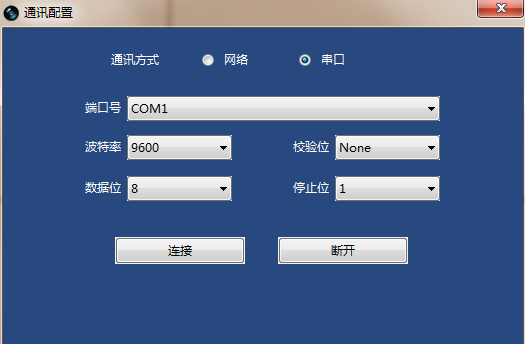 通讯配置
通讯方式 网络 串口
端口号 COM1
波特率 9600 校验位 None
数据位 8 停止位 1
连接 断开